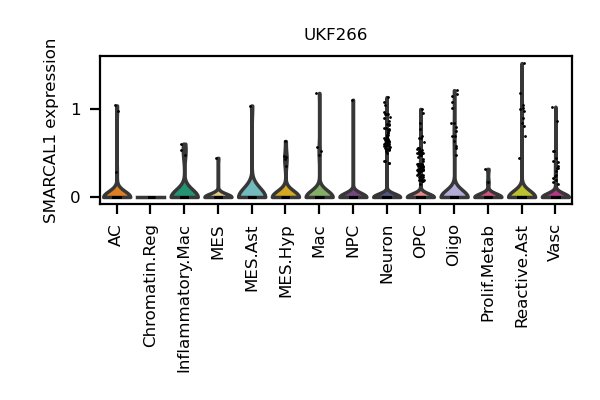 UKF266
SMARCAL1 expression
1
0
AC
Chromatin.Reg
Inflammatory.Mac
MES
MES.Ast
MES.Hyp
Mac
NPC
Neuron
OPC
Oligo
Prolif.Metab
Reactive.Ast
Vasc